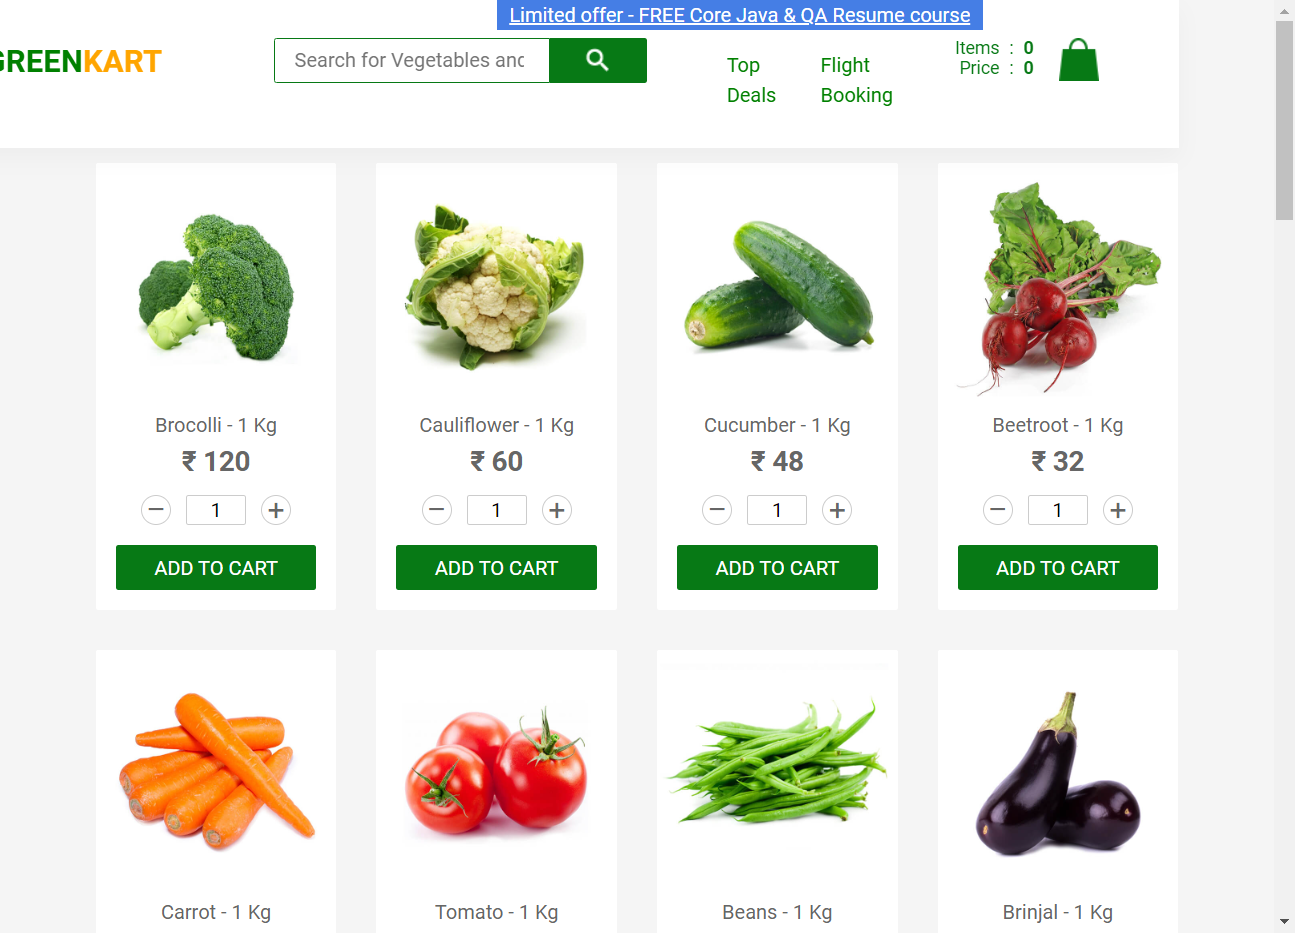 Limited offer - FREE Core Java & QA Resume course
GREENKART
Search for Vegetables and
Top
Deals
Flight
Booking
Items : 0
Price : 0
Brocolli - 1 Kg
₹ 120
− 1 +
ADD TO CART
Cauliflower - 1 Kg
₹ 60
− 1 +
ADD TO CART
Cucumber - 1 Kg
₹ 48
− 1 +
ADD TO CART
Beetroot - 1 Kg
₹ 32
− 1 +
ADD TO CART
Carrot - 1 Kg
Tomato - 1 Kg
Beans - 1 Kg
Brinjal - 1 Kg